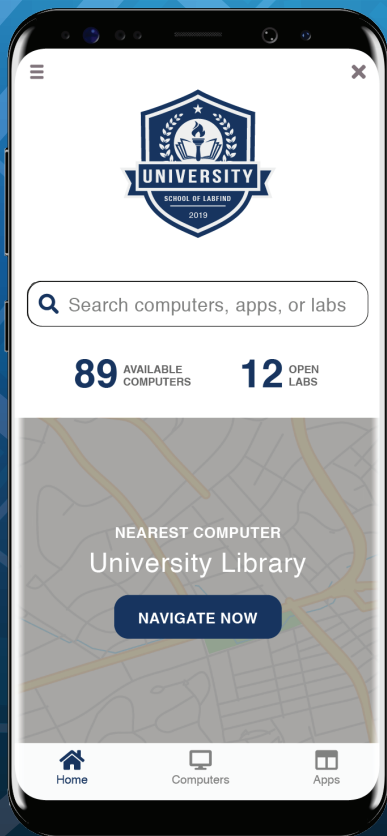 UNIVERSITY
SCHOOL OF LABFIND
2019
Search computers, apps, or labs
89 AVAILABLE COMPUTERS
12 OPEN LABS
NEAREST COMPUTER
University Library
NAVIGATE NOW
Home
Computers
Apps